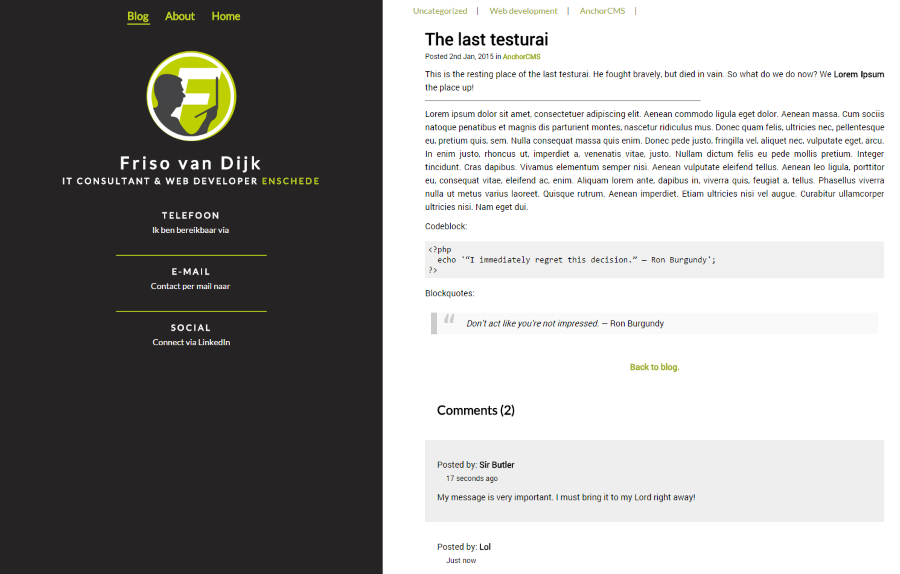 Blog About Home
Friso van Dijk
IT CONSULTANT & WEB DEVELOPER ENSCHEDE
TELEFOON
Ik ben bereikbaar via
E-MAIL
Contact per mail naar
SOCIAL
Connect via LinkedIn
Uncategorized | Web development | AnchorCMS |
The last testurai
Posted 2nd Jan, 2015 in AnchorCMS
This is the resting place of the last testurai. He fought bravely, but died in vain. So what do we do now? We Lorem Ipsum
the place up!
Lorem ipsum dolor sit amet, consectetuer adipiscing elit. Aenean commodo ligula eget dolor. Aenean massa. Cum sociis
natoque penatibus et magnis dis parturient montes, nascetur ridiculus mus. Donec quam felis, ultricies nec, pellentesque
eu, pretium quis, sem. Nulla consequat massa quis enim. Donec pede justo, fringilla vel, aliquet nec, vulputate eget, arcu.
In enim justo, rhoncus ut, imperdiet a, venenatis vitae, justo. Nullam dictum felis eu pede mollis pretium. Integer
tincidunt. Cras dapibus. Vivamus elementum semper nisi. Aenean vulputate eleifend tellus. Aenean leo ligula, porttitor
eu, consequat vitae, eleifend ac, enim. Aliquam lorem ante, dapibus in, viverra quis, feugiat a, tellus. Phasellus viverra
nulla ut metus varius laoreet. Quisque rutrum. Aenean imperdiet. Etiam ultricies nisi vel augue. Curabitur ullamcorper
ultricies nisi. Nam eget dui.
Codeblock:
<?php
echo '“I immediately regret this decision.” — Ron Burgundy';
?>
Blockquotes:
“ Don't act like you're not impressed. — Ron Burgundy
Back to blog.
Comments (2)
Posted by: Sir Butler
17 seconds ago
My message is very important. I must bring it to my Lord right away!
Posted by: Lol
Just now